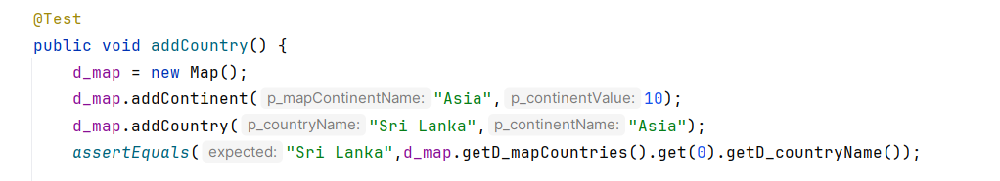 @Test
public void addCountry() {
d_map = new Map();
d_map.addContinent( p_mapContinentName: "Asia", p_continentValue: 10);
d_map.addCountry( p_countryName: "Sri Lanka", p_continentName: "Asia");
assertEquals( expected: "Sri Lanka",d_map.getD_mapCountries().get(0).getD_countryName());